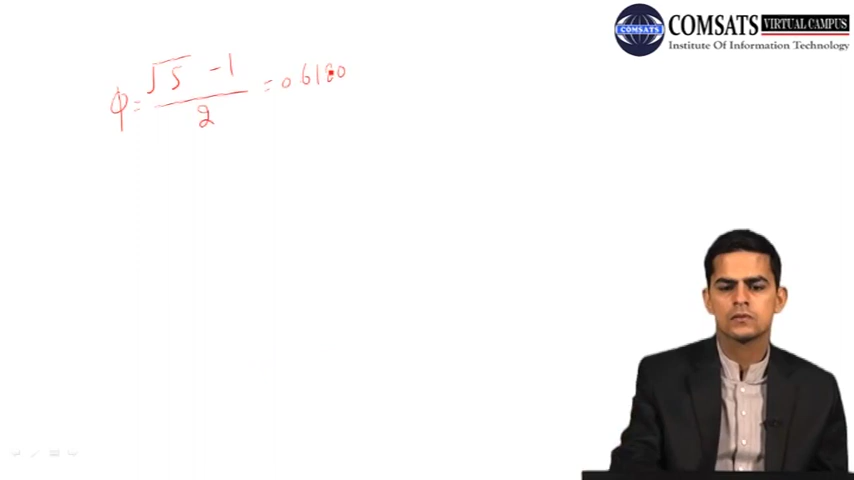 COMSATS VIRTUAL CAMPUS
Institute Of Information Technology
φ = (√5 - 1) / 2 = 0.6180